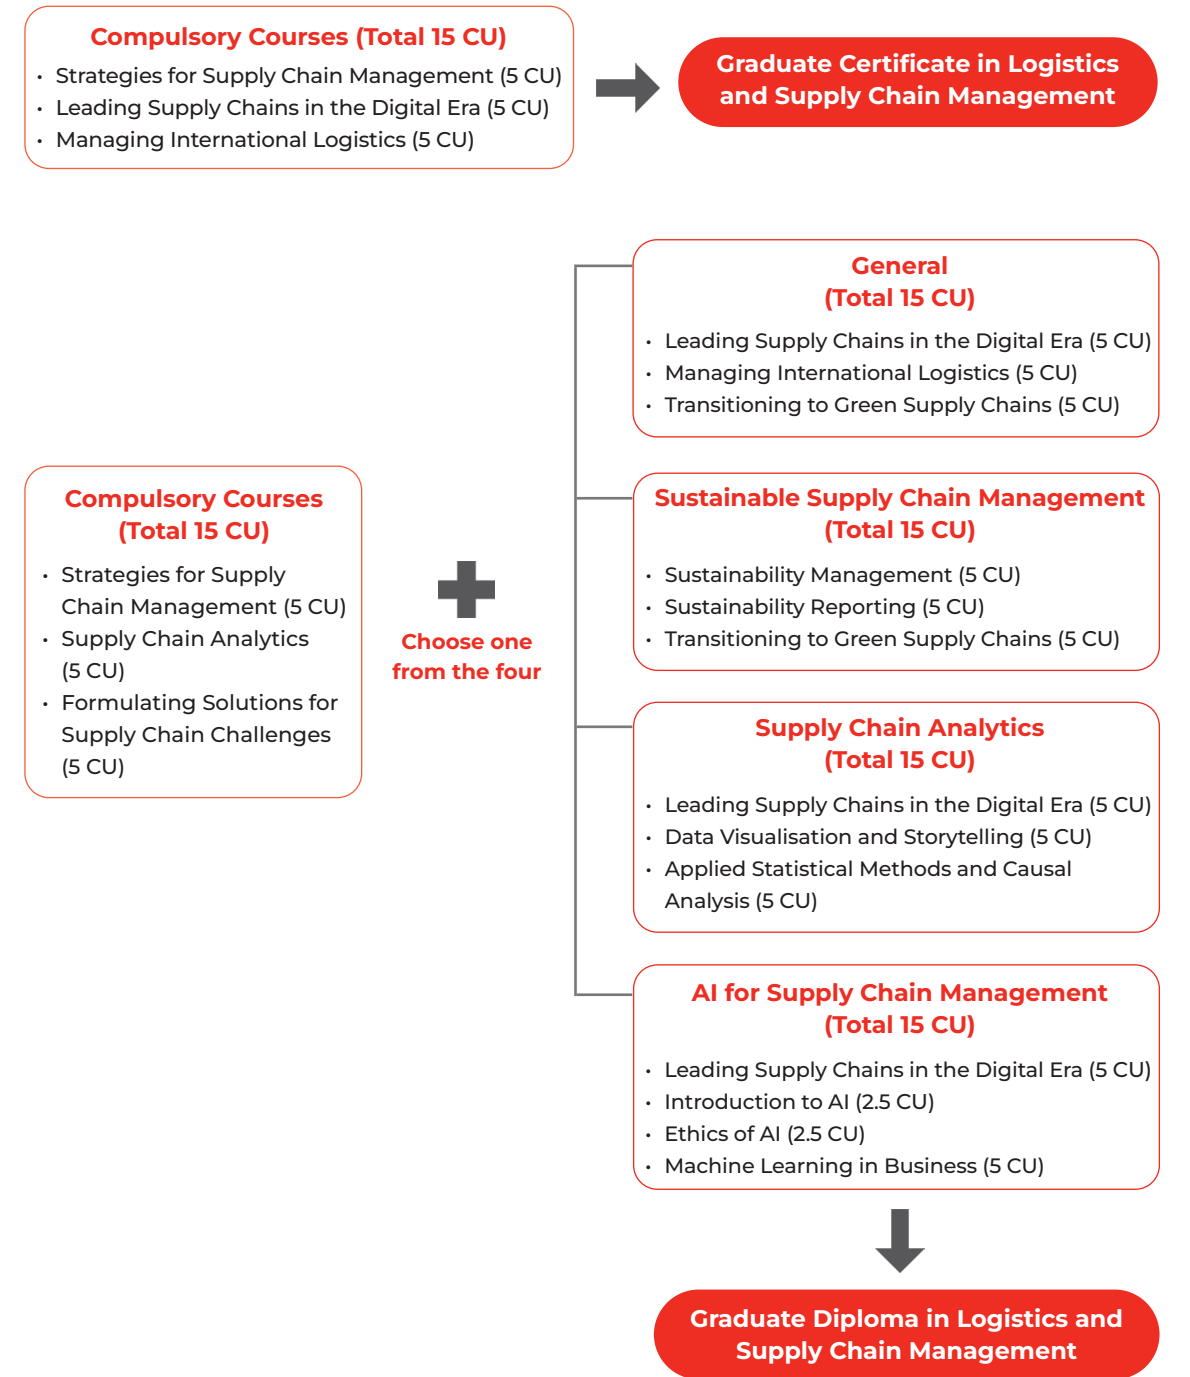 Compulsory Courses (Total 15 CU)
• Strategies for Supply Chain Management (5 CU)
• Leading Supply Chains in the Digital Era (5 CU)
• Managing International Logistics (5 CU)
Graduate Certificate in Logistics
and Supply Chain Management
Compulsory Courses
(Total 15 CU)
• Strategies for Supply
Chain Management (5 CU)
• Supply Chain Analytics
(5 CU)
• Formulating Solutions for
Supply Chain Challenges
(5 CU)
Choose one
from the four
General
(Total 15 CU)
• Leading Supply Chains in the Digital Era (5 CU)
• Managing International Logistics (5 CU)
• Transitioning to Green Supply Chains (5 CU)
Sustainable Supply Chain Management
(Total 15 CU)
• Sustainability Management (5 CU)
• Sustainability Reporting (5 CU)
• Transitioning to Green Supply Chains (5 CU)
Supply Chain Analytics
(Total 15 CU)
• Leading Supply Chains in the Digital Era (5 CU)
• Data Visualisation and Storytelling (5 CU)
• Applied Statistical Methods and Causal
Analysis (5 CU)
AI for Supply Chain Management
(Total 15 CU)
• Leading Supply Chains in the Digital Era (5 CU)
• Introduction to AI (2.5 CU)
• Ethics of AI (2.5 CU)
• Machine Learning in Business (5 CU)
Graduate Diploma in Logistics and
Supply Chain Management